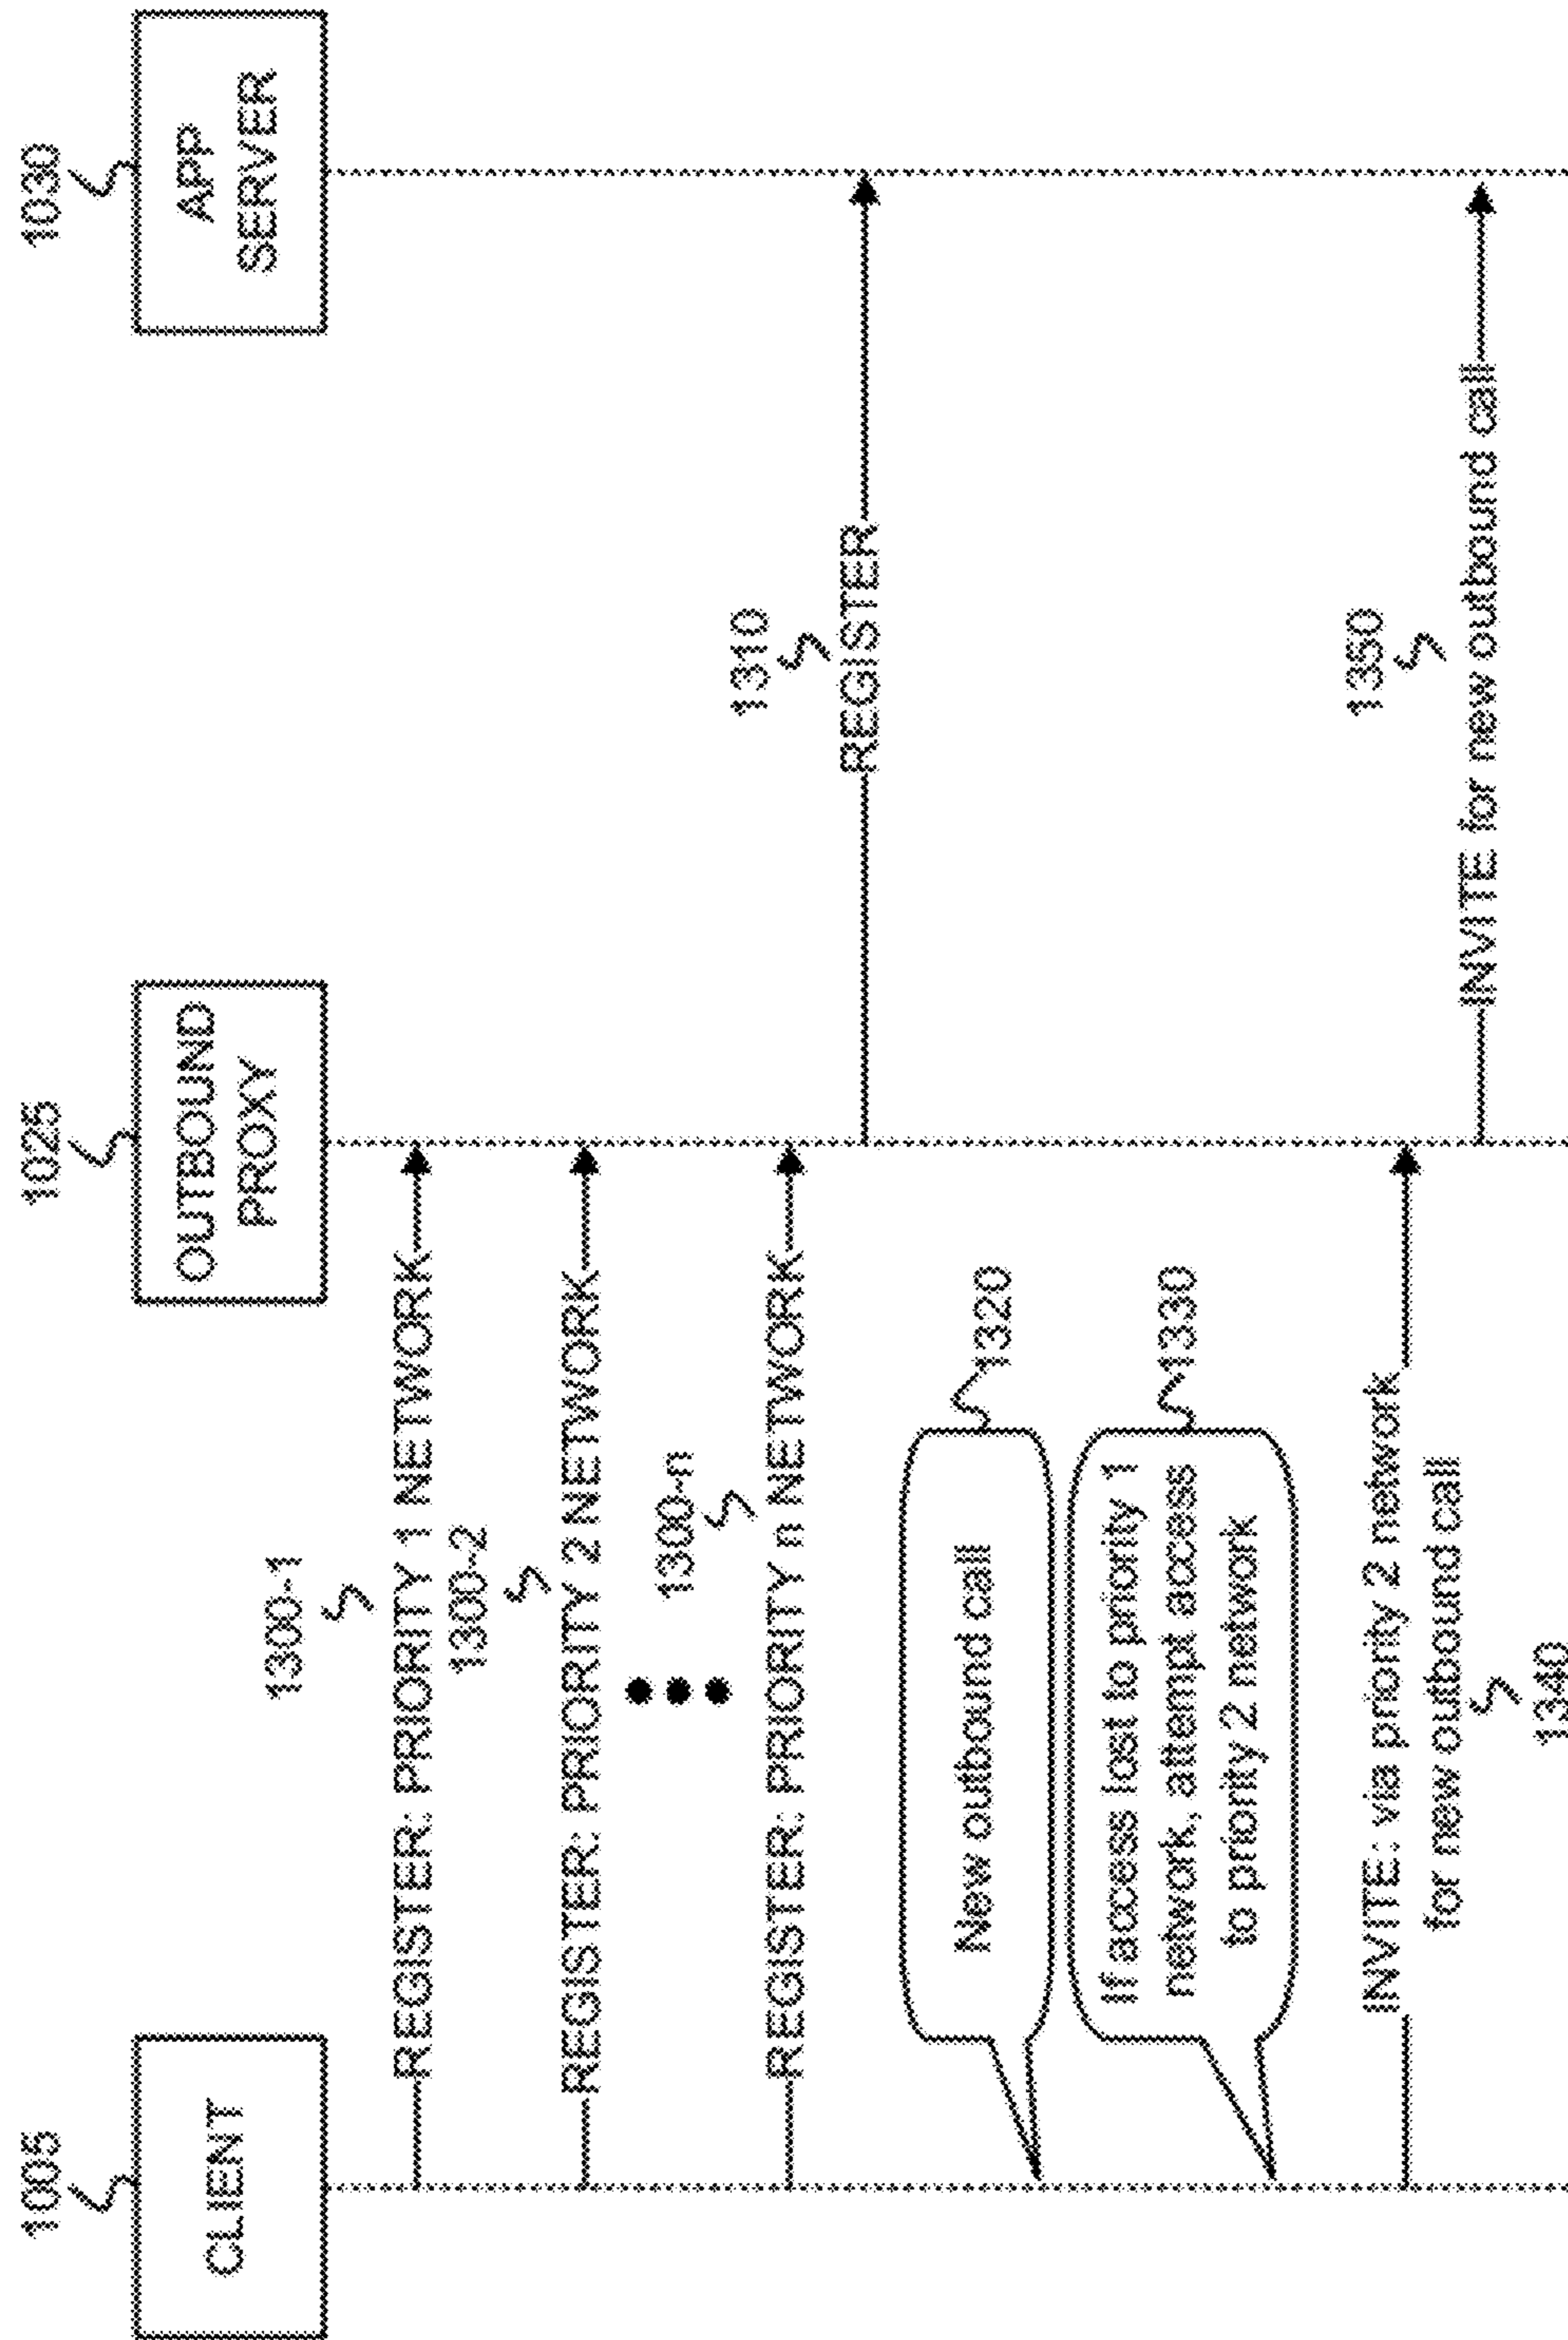 1005
CLIENT
1025
OUTBOUND
PROXY
1030
APP
SERVER
1300-1
REGISTER: PRIORITY 1 NETWORK
1300-2
REGISTER: PRIORITY 2 NETWORK
1300-n
REGISTER: PRIORITY n NETWORK
1310
REGISTER
New outbound call
1320
If access lost to priority 1
network, attempt access
to priority 2 network
1330
INVITE: via priority 2 network
for new outbound call
1340
1350
INVITE for new outbound call